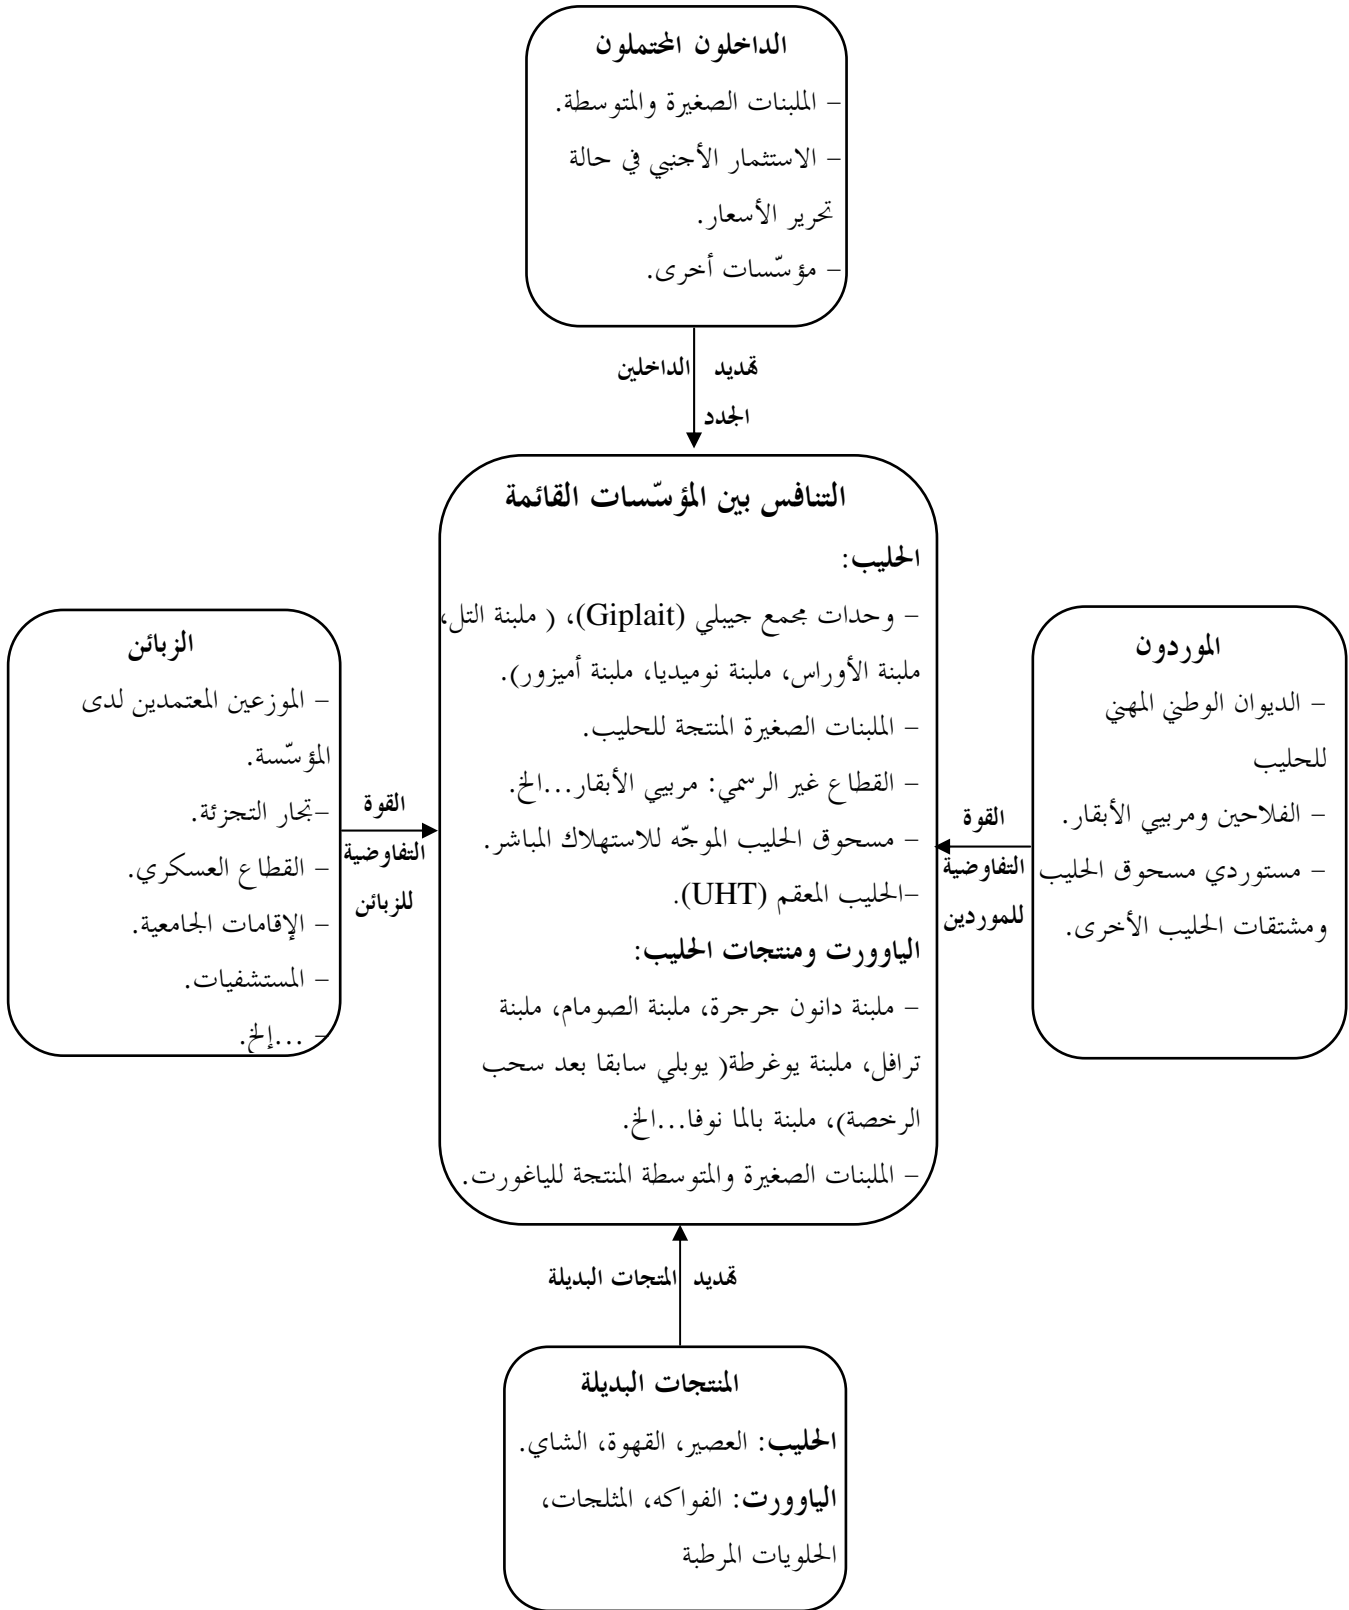 الداخلون المحتملون
– الملبنات الصغيرة والمتوسطة.
– الاستثمار الأجنبي في حالة
تحرير الأسعار.
– مؤسّسات أخرى.
تهديد الداخلين
الجدد
التنافس بين المؤسّسات القائمة
الحليب:
– وحدات مجمع جيبلي (Giplait)، ( ملبنة التل،
ملبنة الأوراس، ملبنة نوميديا، ملبنة أميزور).
– الملبنات الصغيرة المنتجة للحليب.
– القطاع غير الرسمي: مربيي الأبقار...الخ.
– مسحوق الحليب الموجّه للاستهلاك المباشر.
–الحليب المعقم (UHT).
الياوورت ومنتجات الحليب:
– ملبنة دانون جرجرة، ملبنة الصومام، ملبنة
ترافل، ملبنة يوغرطة( يوبلي سابقا بعد سحب
الرخصة)، ملبنة بالما نوفا...الخ.
– الملبنات الصغيرة والمتوسطة المنتجة للياغورت.
الموردون
– الديوان الوطني المهني
للحليب
– الفلاحين ومربيي الأبقار.
– مستوردي مسحوق الحليب
ومشتقات الحليب الأخرى.
القوة
التفاوضية
للموردين
الزبائن
– الموزعين المعتمدين لدى
المؤسّسة.
–تجار التجزئة.
– القطاع العسكري.
– الإقامات الجامعية.
– المستشفيات.
– ...إلخ.
القوة
التفاوضية
للزبائن
تهديد المتجات البديلة
المنتجات البديلة
الحليب: العصير، القهوة، الشاي.
الياوورت: الفواكه، المثلجات،
الحلويات المرطبة